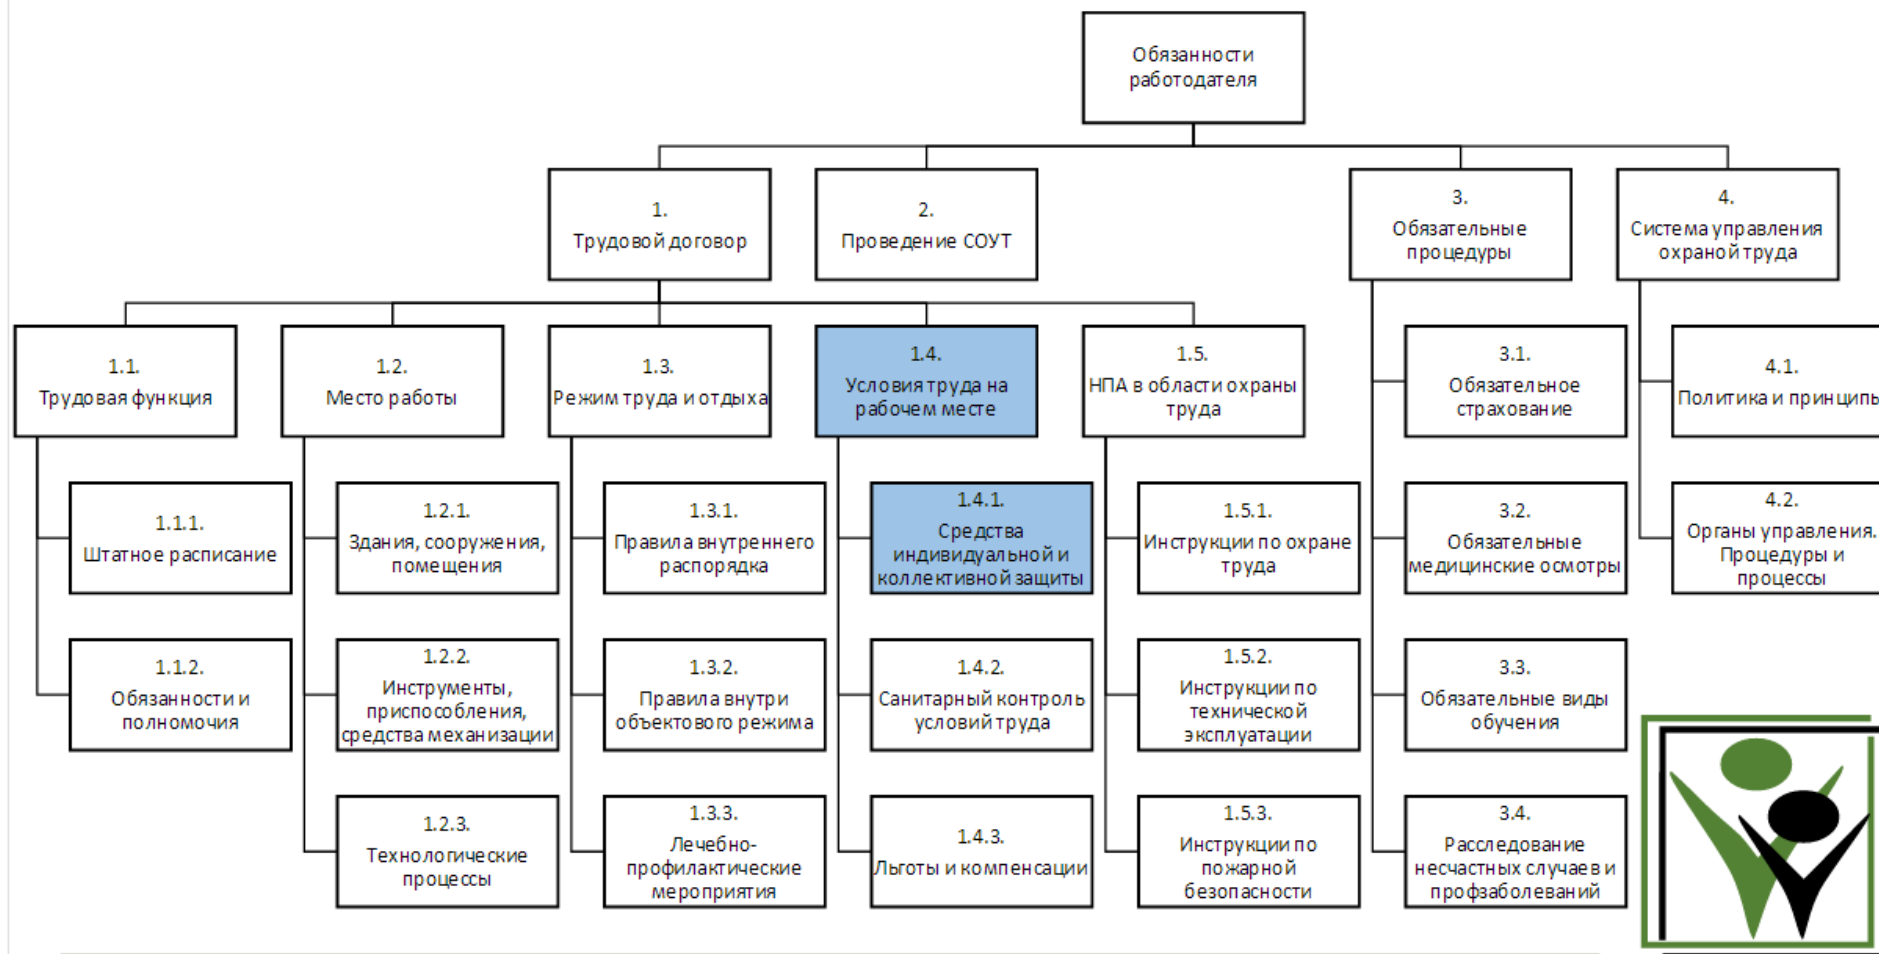 Обязанности
работодателя
1.
Трудовой договор
2.
Проведение СОУТ
3.
Обязательные
процедуры
4.
Система управления
охраной труда
1.1.
Трудовая функция
1.2.
Место работы
1.3.
Режим труда и отдыха
1.4.
Условия труда на
рабочем месте
1.5.
НПА в области охраны
труда
3.1.
Обязательное
страхование
4.1.
Политика и принципы
1.1.1.
Штатное расписание
1.2.1.
Здания, сооружения,
помещения
1.3.1.
Правила внутреннего
распорядка
1.4.1.
Средства
индивидуальной и
коллективной защиты
1.5.1.
Инструкции по охране
труда
3.2.
Обязательные
медицинские осмотры
4.2.
Органы управления.
Процедуры и
процессы
1.1.2.
Обязанности и
полномочия
1.2.2.
Инструменты,
приспособления,
средства механизации
1.3.2.
Правила внутри
объектового режима
1.4.2.
Санитарный контроль
условий труда
1.5.2.
Инструкции по
технической
эксплуатации
3.3.
Обязательные виды
обучения
1.2.3.
Технологические
процессы
1.3.3.
Лечебно-
профилактические
мероприятия
1.4.3.
Льготы и компенсации
1.5.3.
Инструкции по
пожарной
безопасности
3.4.
Расследование
несчастных случаев и
профзаболеваний